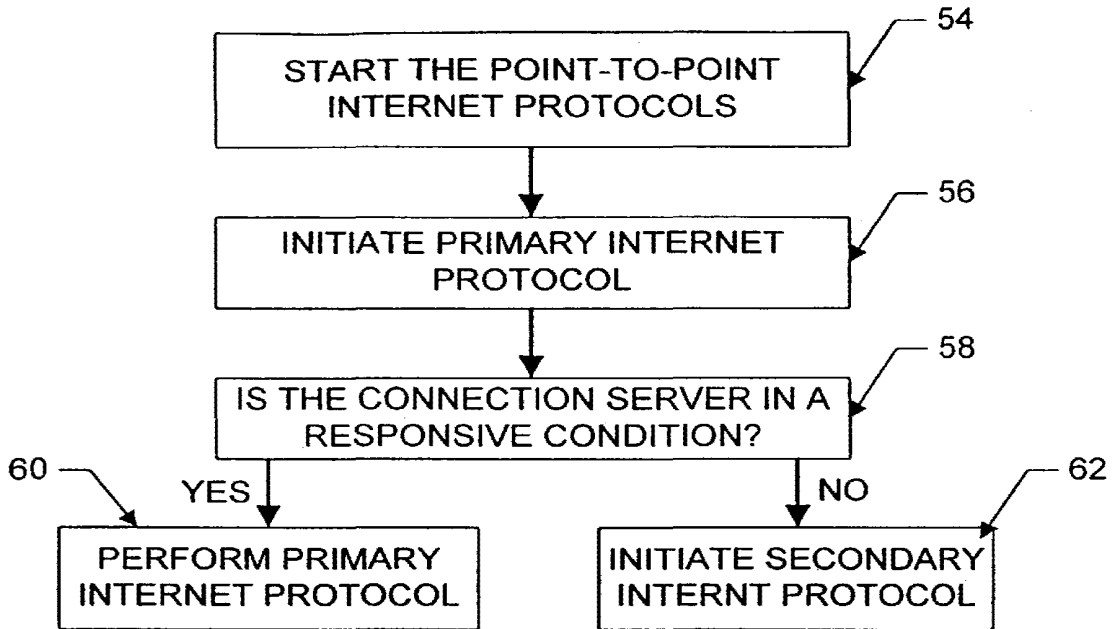 54
START THE POINT-TO-POINT
INTERNET PROTOCOLS
56
INITIATE PRIMARY INTERNET
PROTOCOL
58
IS THE CONNECTION SERVER IN A
RESPONSIVE CONDITION?
60
YES
NO
62
PERFORM PRIMARY
INTERNET PROTOCOL
INITIATE SECONDARY
INTERNT PROTOCOL